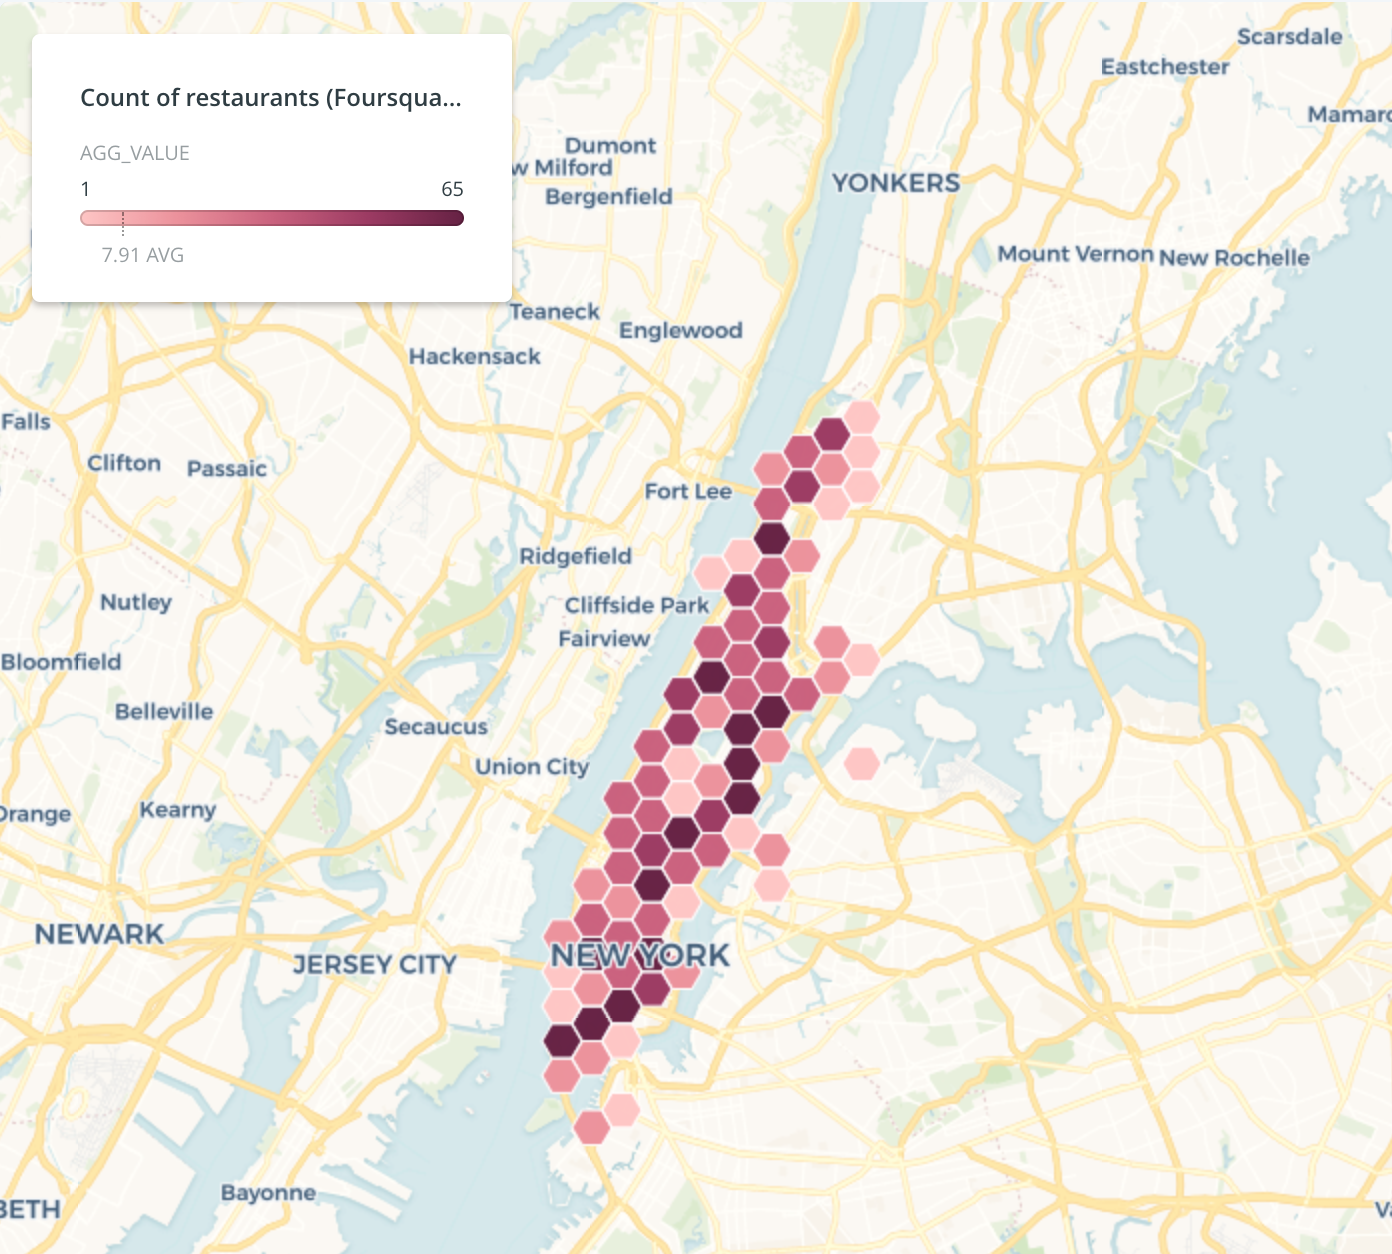 Count of restaurants (Foursqua...
AGG_VALUE
1 65
7.91 AVG
Scarsdale
Eastchester
Dumont
Milford
Bergenfield
YONKERS
Mount Vernon
New Rochelle
Teaneck
Englewood
Hackensack
Falls
Clifton
Passaic
Fort Lee
Ridgefield
Nutley
Cliffside Park
Fairview
Bloomfield
Belleville
Secaucus
Union City
Orange
Kearny
NEWARK
JERSEY CITY
NEW YORK
Bayonne
BETH